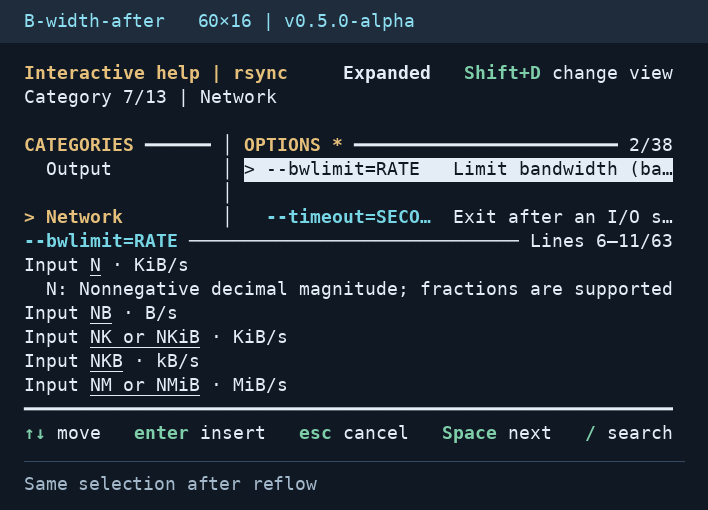 B-width-after   60×16 | v0.5.0-alpha
Interactive help | rsync     Expanded   Shift+D change view
Category 7/13 | Network
CATEGORIES ━━━━━━ │ OPTIONS * ━━━━━━━━━━━━━━━━━━━━━━━━ 2/38
  Output          │ > --bwlimit=RATE   Limit bandwidth (ba…
                  │
> Network         │   --timeout=SECO…  Exit after an I/O s…
--bwlimit=RATE ────────────────────────────── Lines 6–11/63
Input N · KiB/s
  N: Nonnegative decimal magnitude; fractions are supported
Input NB · B/s
Input NK or NKiB · KiB/s
Input NKB · kB/s
Input NM or NMiB · MiB/s
↑↓ move   enter insert   esc cancel   Space next   / search
Same selection after reflow